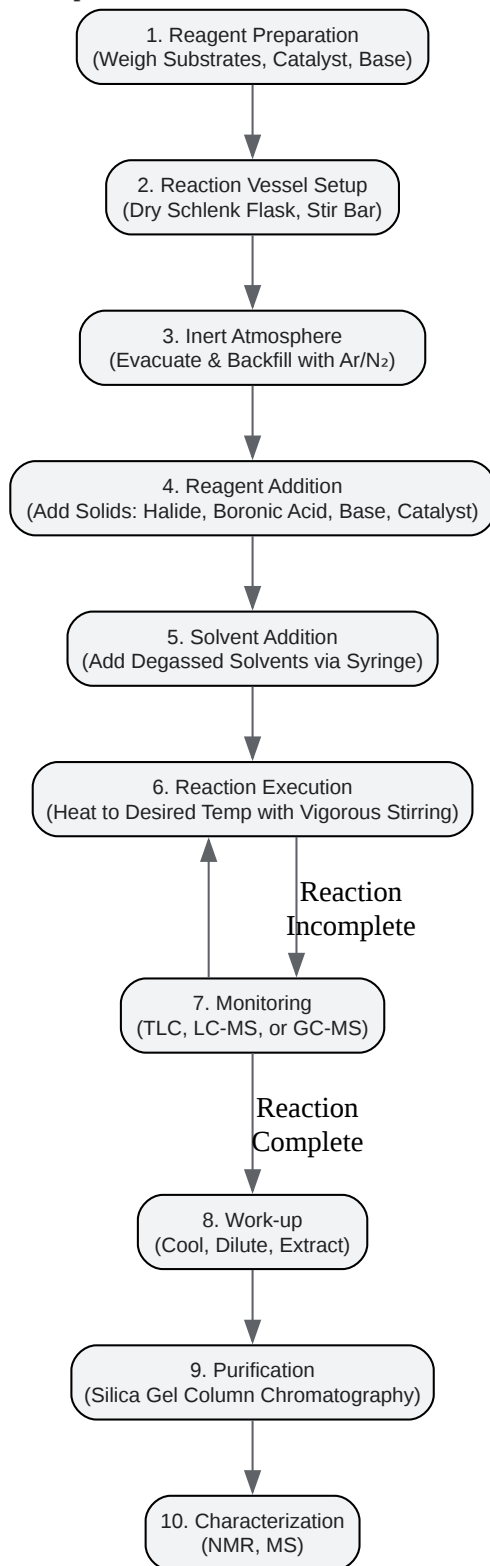 1. Reagent Preparation
(Weigh Substrates, Catalyst, Base)
2. Reaction Vessel Setup
(Dry Schlenk Flask, Stir Bar)
3. Inert Atmosphere
(Evacuate & Backfill with Ar/N₂)
4. Reagent Addition
(Add Solids: Halide, Boronic Acid, Base, Catalyst)
5. Solvent Addition
(Add Degassed Solvents via Syringe)
6. Reaction Execution
(Heat to Desired Temp with Vigorous Stirring)
Reaction
Incomplete
7. Monitoring
(TLC, LC-MS, or GC-MS)
Reaction
Complete
8. Work-up
(Cool, Dilute, Extract)
9. Purification
(Silica Gel Column Chromatography)
10. Characterization
(NMR, MS)